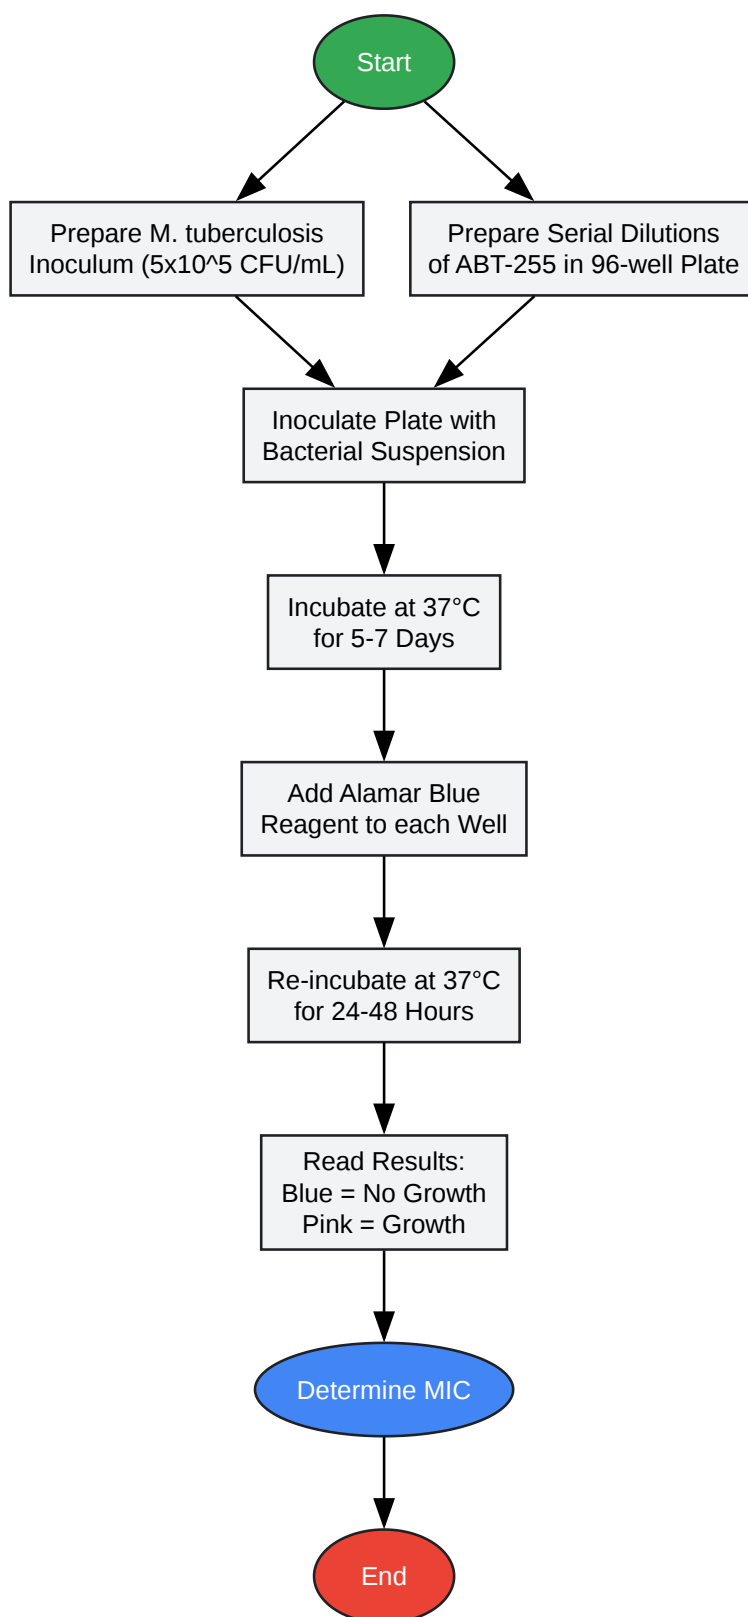 Start
Prepare M. tuberculosis
Inoculum (5x10^5 CFU/mL)
Prepare Serial Dilutions
of ABT-255 in 96-well Plate
Inoculate Plate with
Bacterial Suspension
Incubate at 37°C
for 5-7 Days
Add Alamar Blue
Reagent to each Well
Re-incubate at 37°C
for 24-48 Hours
Read Results:
Blue = No Growth
Pink = Growth
Determine MIC
End